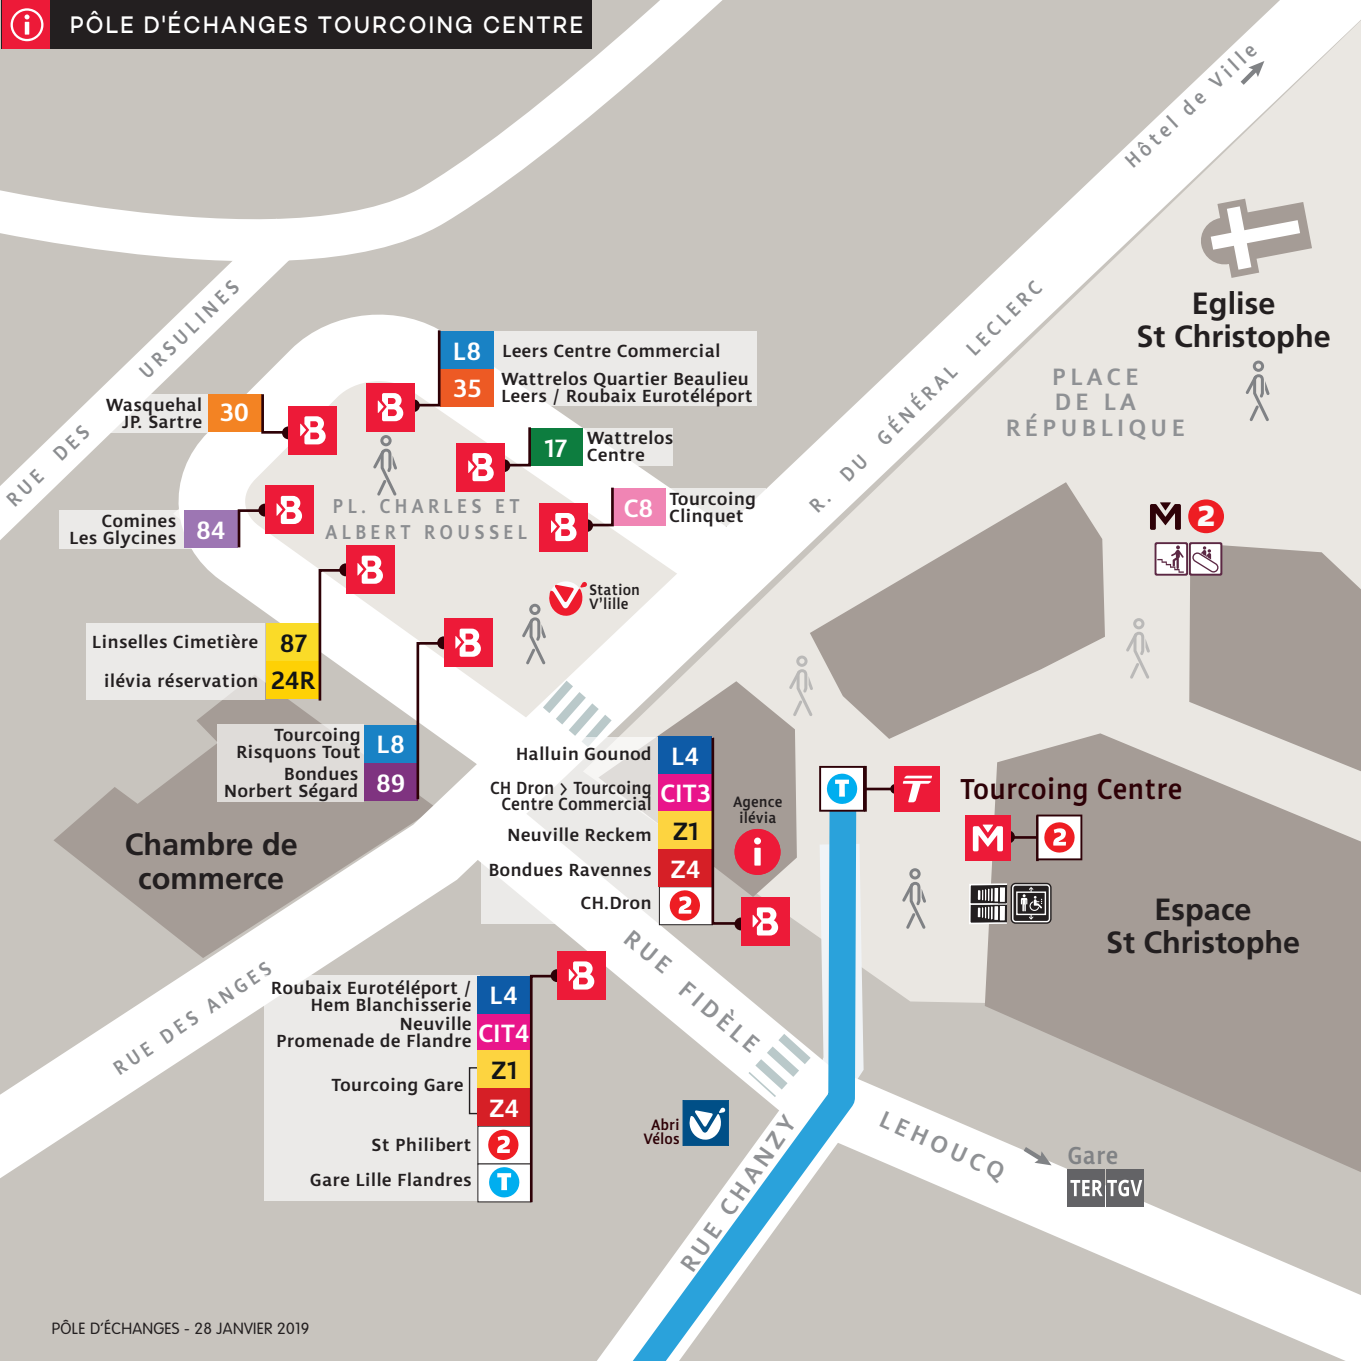 i PÔLE D'ÉCHANGES TOURCOING CENTRE
Hôtel de Ville
RUE DES URSULINES
R. DU GÉNÉRAL LECLERC
Eglise
St Christophe
PLACE
DE LA
RÉPUBLIQUE
L8 Leers Centre Commercial
35 Wattrelos Quartier Beaulieu
Leers / Roubaix Eurotéléport
B
Wasquehal
JP. Sartre
30
B
17 Wattrelos
Centre
B
C8 Tourcoing
Clinquet
B
Comines
Les Glycines
84
B
PL. CHARLES ET
ALBERT ROUSSEL
M 2
B
Station
V'lille
Linselles Cimetière 87
ilévia réservation 24R
B
Tourcoing
Risquons Tout
L8
Bondues
Norbert Ségard
89
Halluin Gounod L4
CH Dron > Tourcoing
Centre Commercial
CIT3
Neuville Reckem Z1
Bondues Ravennes Z4
CH.Dron 2
B
Agence
ilévia
i
T T Tourcoing Centre
M 2
Chambre de
commerce
Espace
St Christophe
RUE DES ANGES
RUE FIDÈLE
LEHOUCQ
B
Roubaix Eurotéléport /
Hem Blanchisserie
L4
Neuville
Promenade de Flandre
CIT4
Tourcoing Gare Z1
Z4
St Philibert 2
Gare Lille Flandres T
Abri
Vélos
RUE CHANZY
Gare
TER TGV
PÔLE D'ÉCHANGES - 28 JANVIER 2019